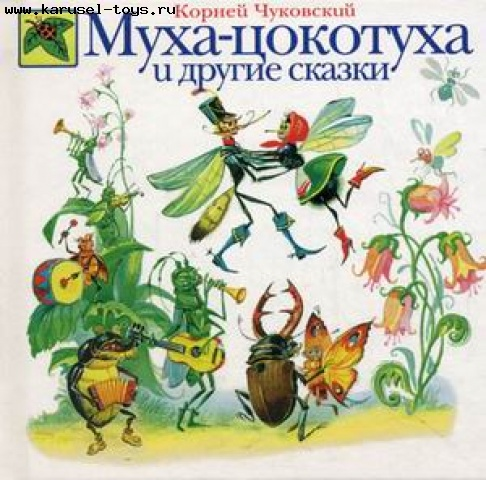 www.karusel-toys.ru
Корней Чуковский
Муха-цокотуха
и другие сказки